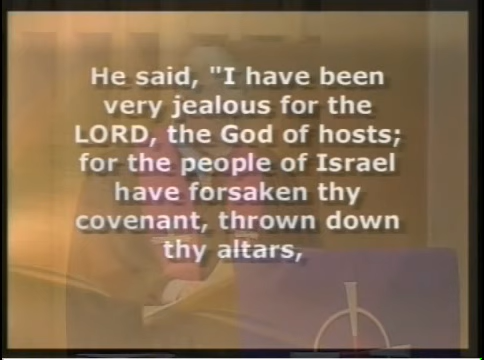 He said, "I have been
very jealous for the
LORD, the God of hosts;
for the people of Israel
have forsaken thy
covenant, thrown down
thy altars,